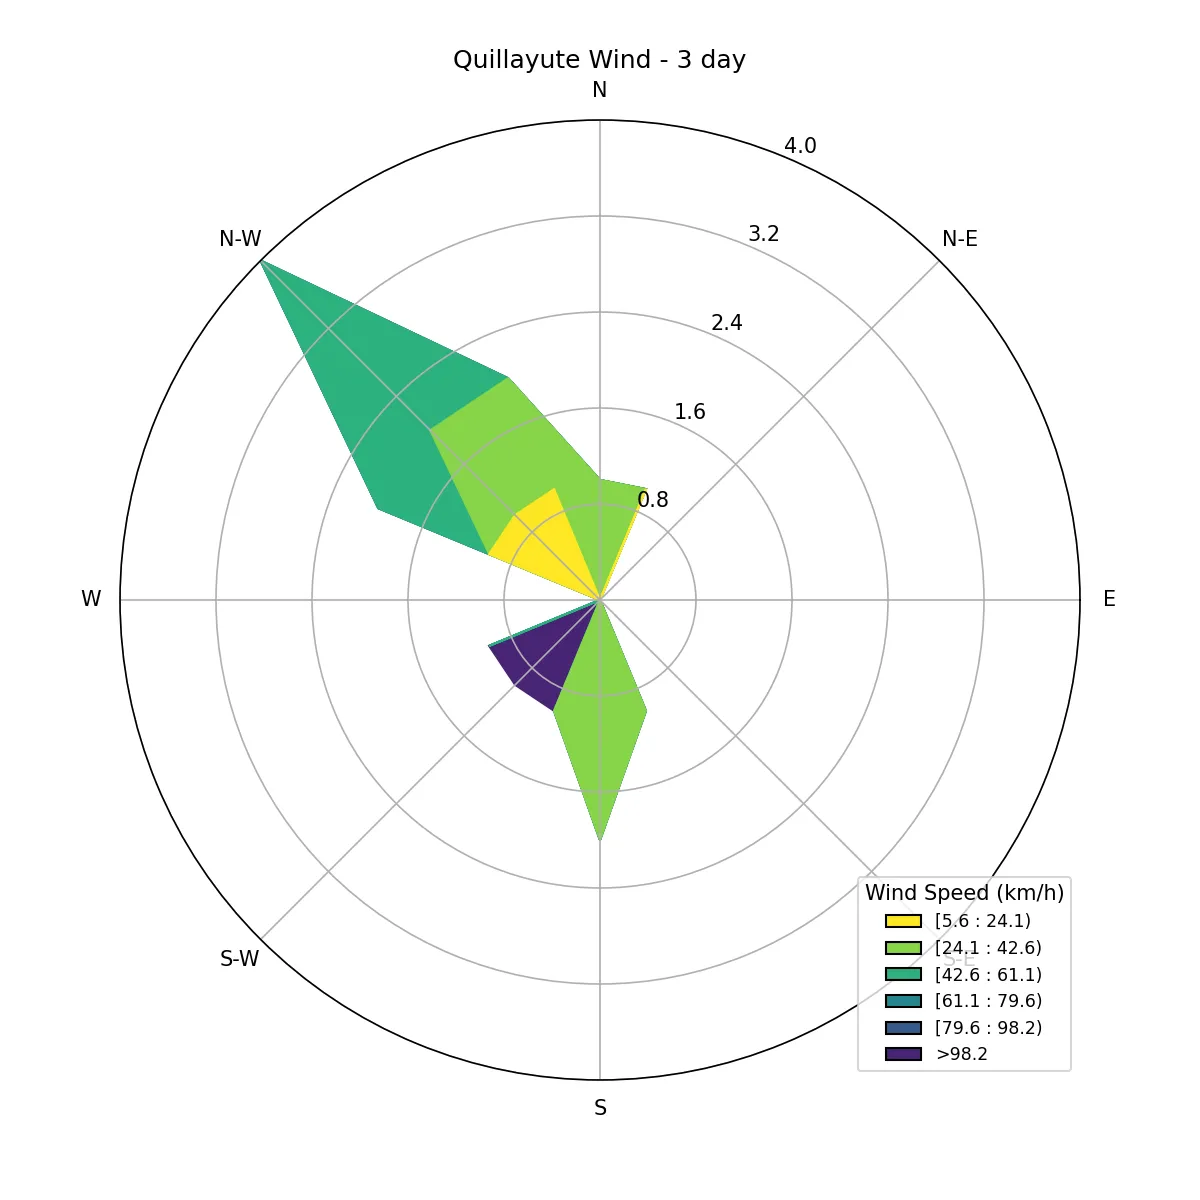 Quillayute Wind - 3 day
N
4.0
N-W
N-E
3.2
2.4
1.6
0.8
W
E
S-W
S-E
S
Wind Speed (km/h)
[5.6 : 24.1)
[24.1 : 42.6)
[42.6 : 61.1)
[61.1 : 79.6)
[79.6 : 98.2)
>98.2